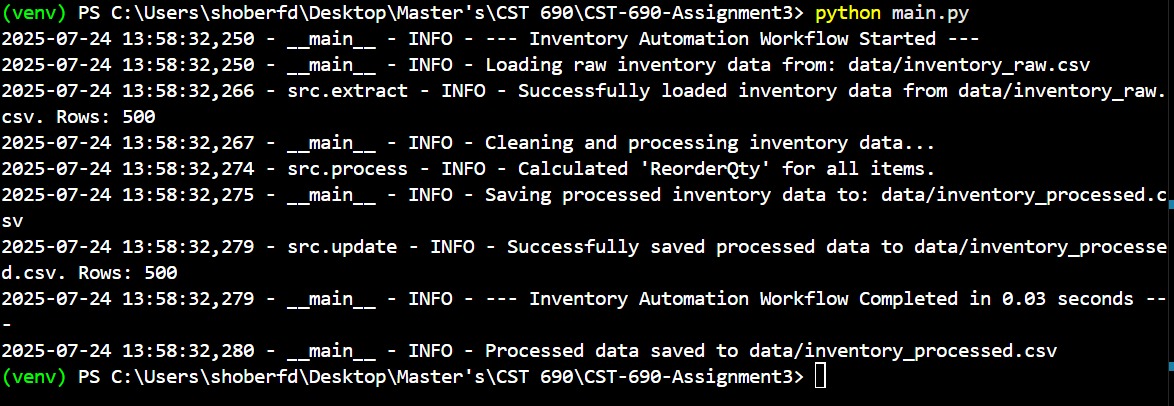 (venv) PS C:\Users\shoberfd\Desktop\Master's\CST 690\CST-690-Assignment3> python main.py
2025-07-24 13:58:32,250 - __main__ - INFO - --- Inventory Automation Workflow Started ---
2025-07-24 13:58:32,250 - __main__ - INFO - Loading raw inventory data from: data/inventory_raw.csv
2025-07-24 13:58:32,266 - src.extract - INFO - Successfully loaded inventory data from data/inventory_raw.
csv. Rows: 500
2025-07-24 13:58:32,267 - __main__ - INFO - Cleaning and processing inventory data...
2025-07-24 13:58:32,274 - src.process - INFO - Calculated 'ReorderQty' for all items.
2025-07-24 13:58:32,275 - __main__ - INFO - Saving processed inventory data to: data/inventory_processed.c
sv
2025-07-24 13:58:32,279 - src.update - INFO - Successfully saved processed data to data/inventory_processe
d.csv. Rows: 500
2025-07-24 13:58:32,279 - __main__ - INFO - --- Inventory Automation Workflow Completed in 0.03 seconds --
-
2025-07-24 13:58:32,280 - __main__ - INFO - Processed data saved to data/inventory_processed.csv
(venv) PS C:\Users\shoberfd\Desktop\Master's\CST 690\CST-690-Assignment3>